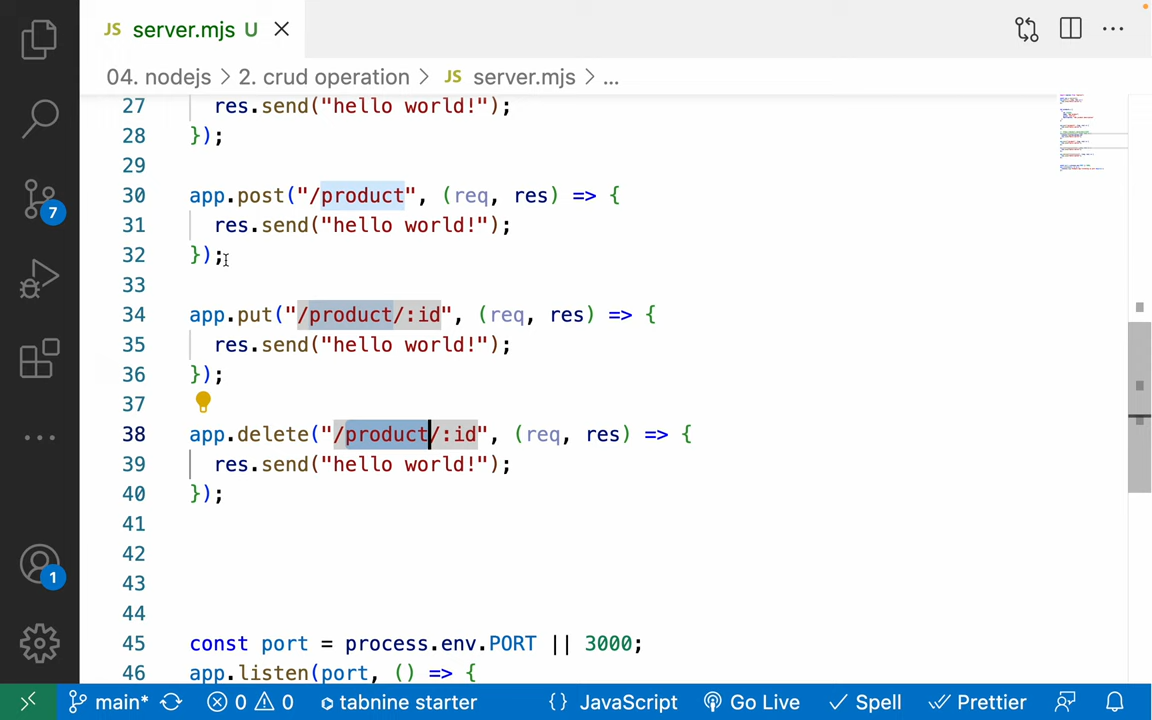 JS server.mjs U
04. nodejs > 2. crud operation > JS server.mjs > ...
27 res.send("hello world!");
28 });
29
30 app.post("/product", (req, res) => {
31 res.send("hello world!");
32 });
33
34 app.put("/product/:id", (req, res) => {
35 res.send("hello world!");
36 });
37
38 app.delete("/product/:id", (req, res) => {
39 res.send("hello world!");
40 });
41
42
43
44
45 const port = process.env.PORT || 3000;
46 app.listen(port, () => {
7
1
main* 0 0 tabnine starter {} JavaScript Go Live Spell Prettier